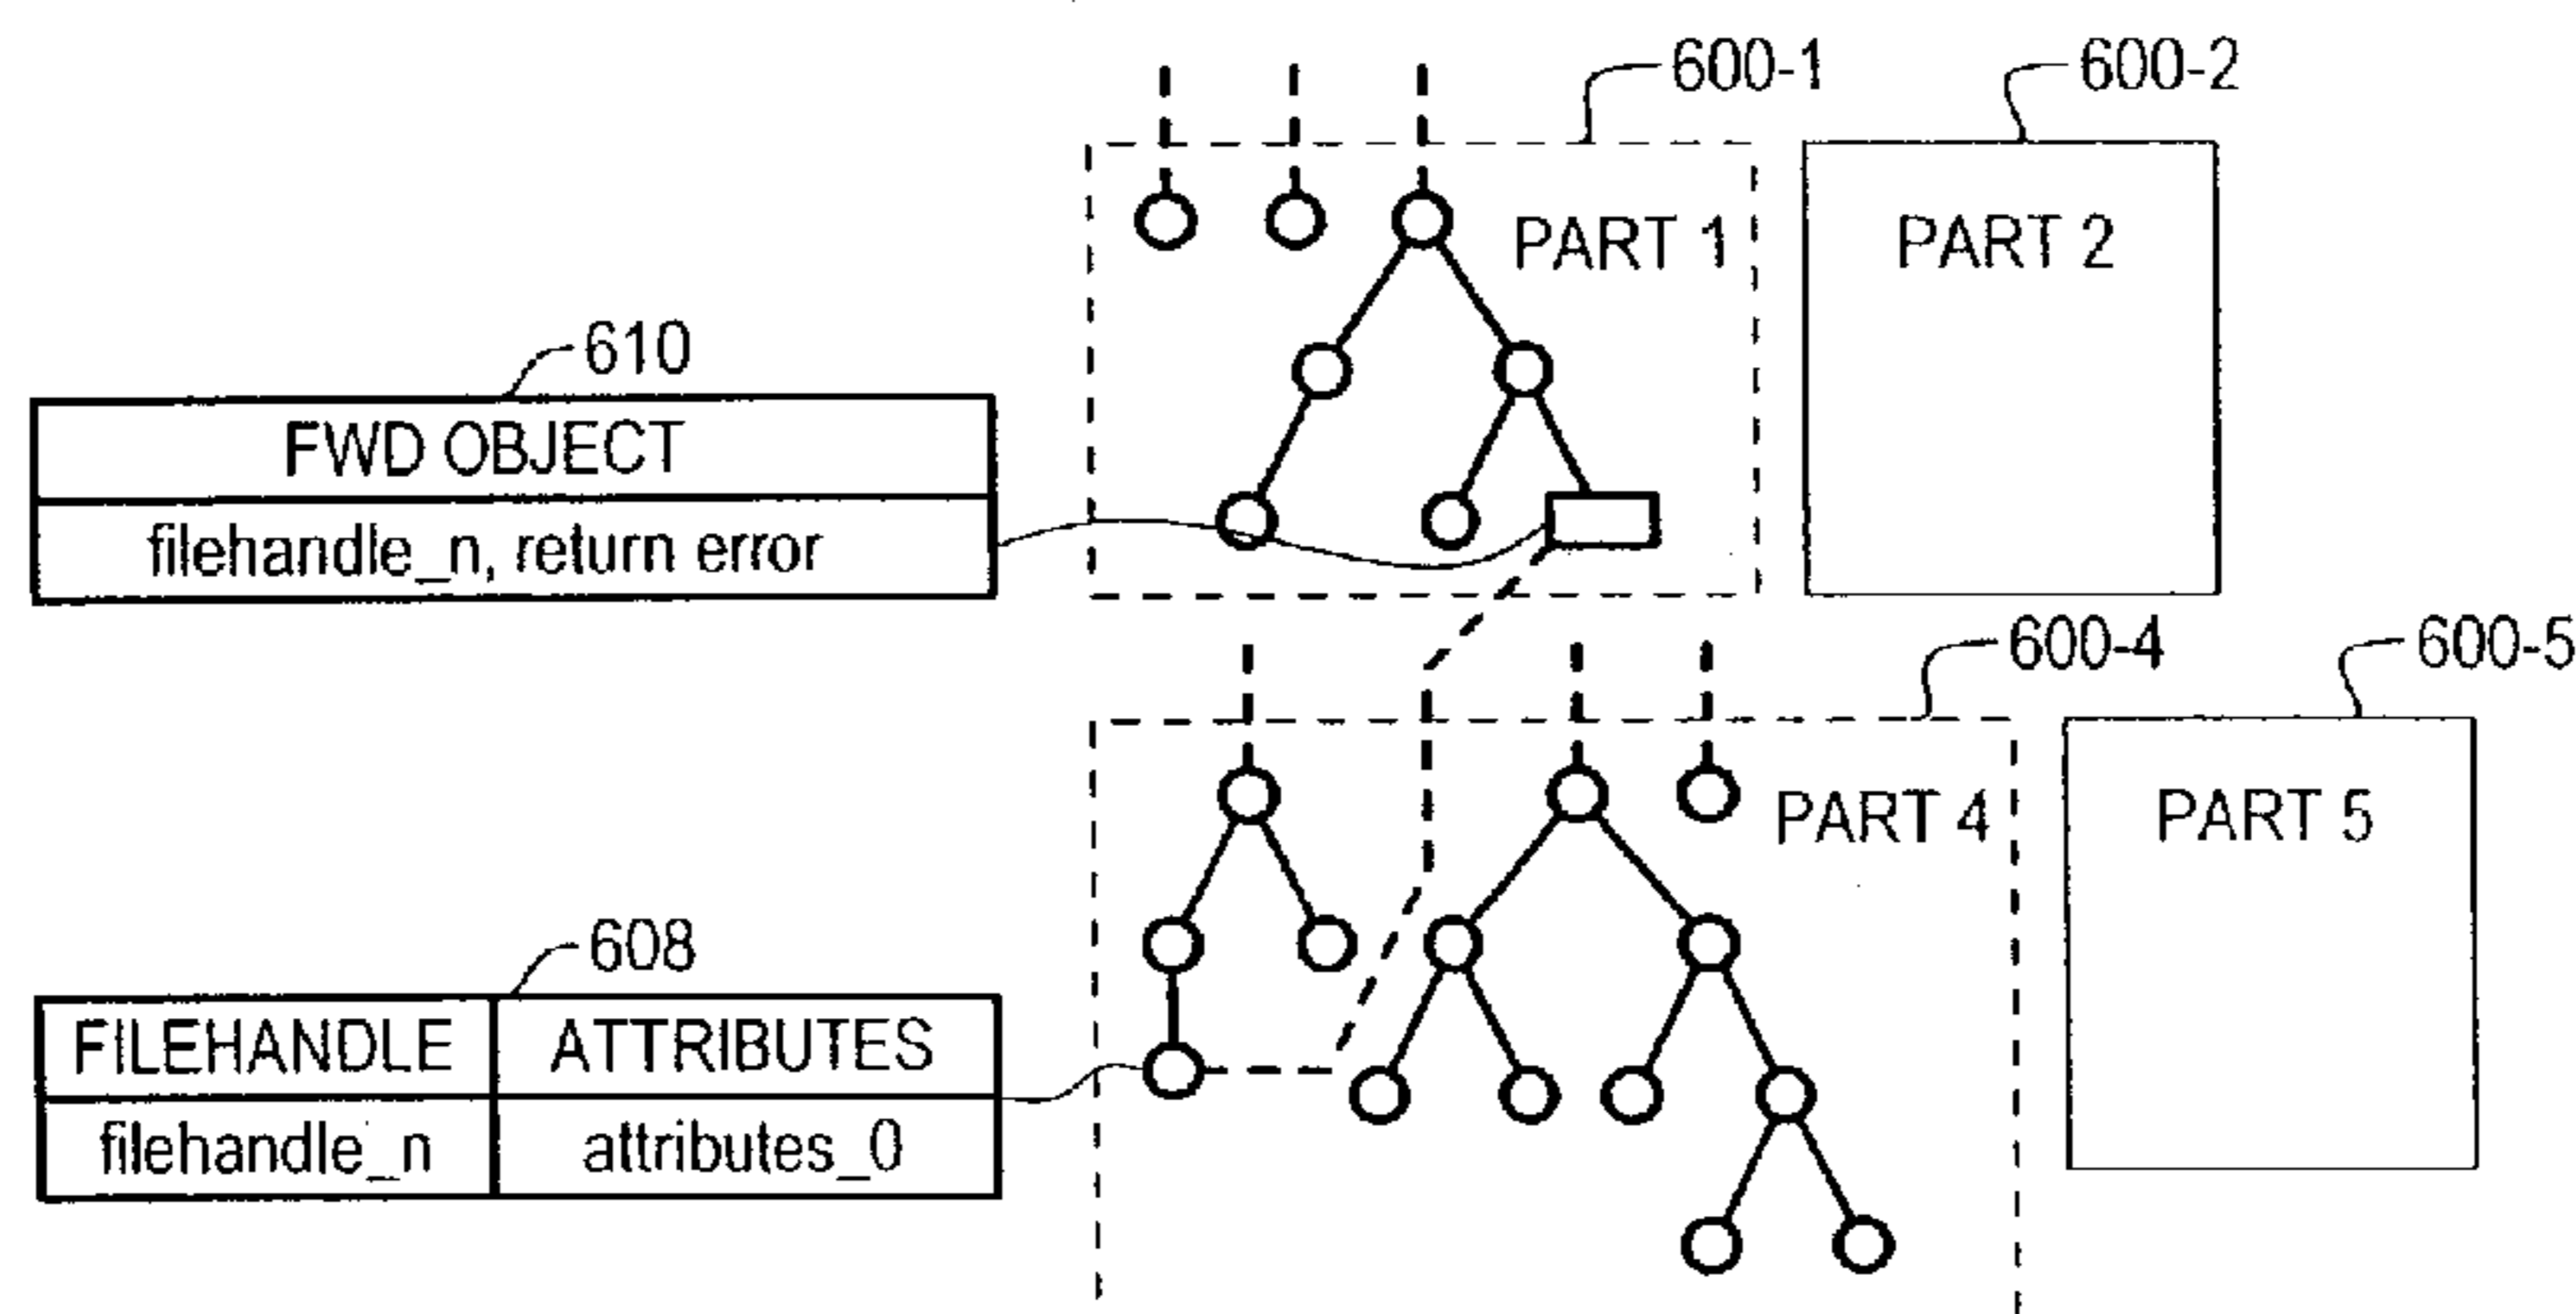 600-1
600-2
PART 1
PART 2
610
FWD OBJECT
filehandle_n, return error
600-4
600-5
PART 4
PART 5
608
FILEHANDLE ATTRIBUTES
filehandle_n attributes_0